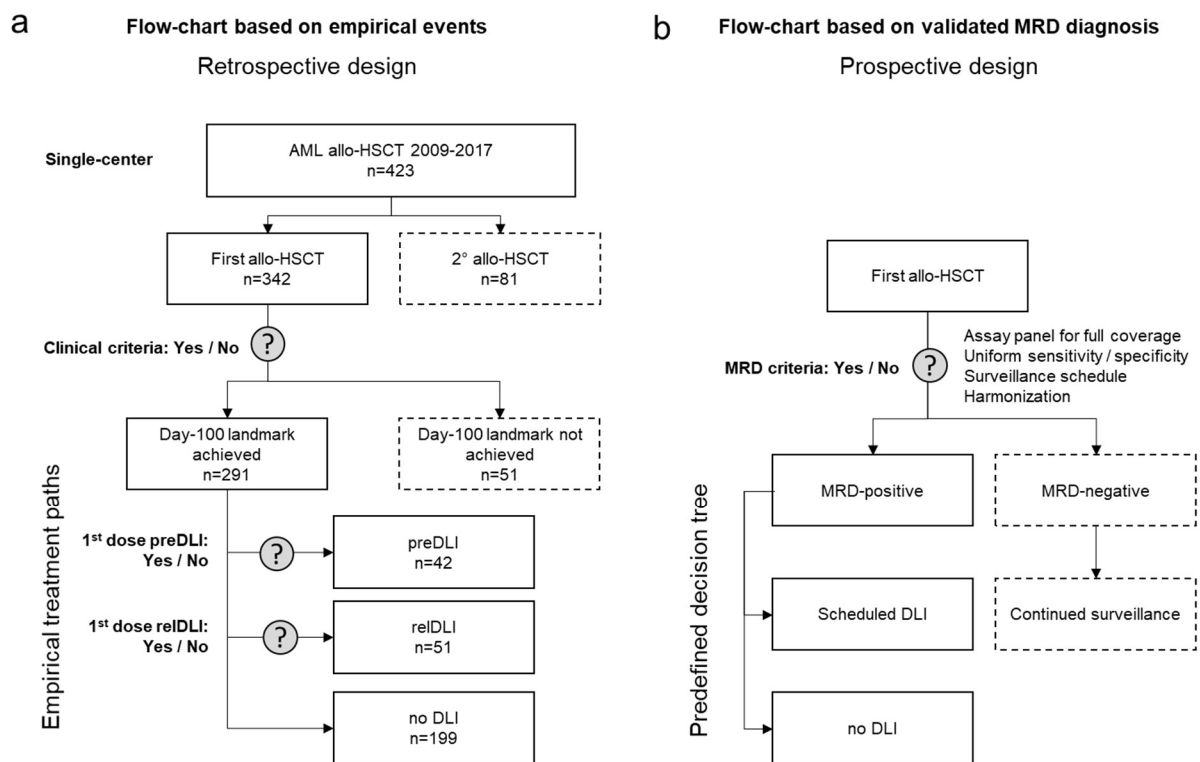 a
Flow-chart based on empirical events
Retrospective design
Single-center
AML allo-HSCT 2009-2017
n=423
First allo-HSCT
n=342
2° allo-HSCT
n=81
Clinical criteria: Yes / No
?
Day-100 landmark
achieved
n=291
Day-100 landmark not
achieved
n=51
Empirical treatment paths
1st dose preDLI:
Yes / No
?
preDLI
n=42
1st dose relDLI:
Yes / No
?
relDLI
n=51
no DLI
n=199
b
Flow-chart based on validated MRD diagnosis
Prospective design
First allo-HSCT
MRD criteria: Yes / No
?
Assay panel for full coverage
Uniform sensitivity / specificity
Surveillance schedule
Harmonization
Predefined decision tree
MRD-positive
MRD-negative
Scheduled DLI
Continued surveillance
no DLI